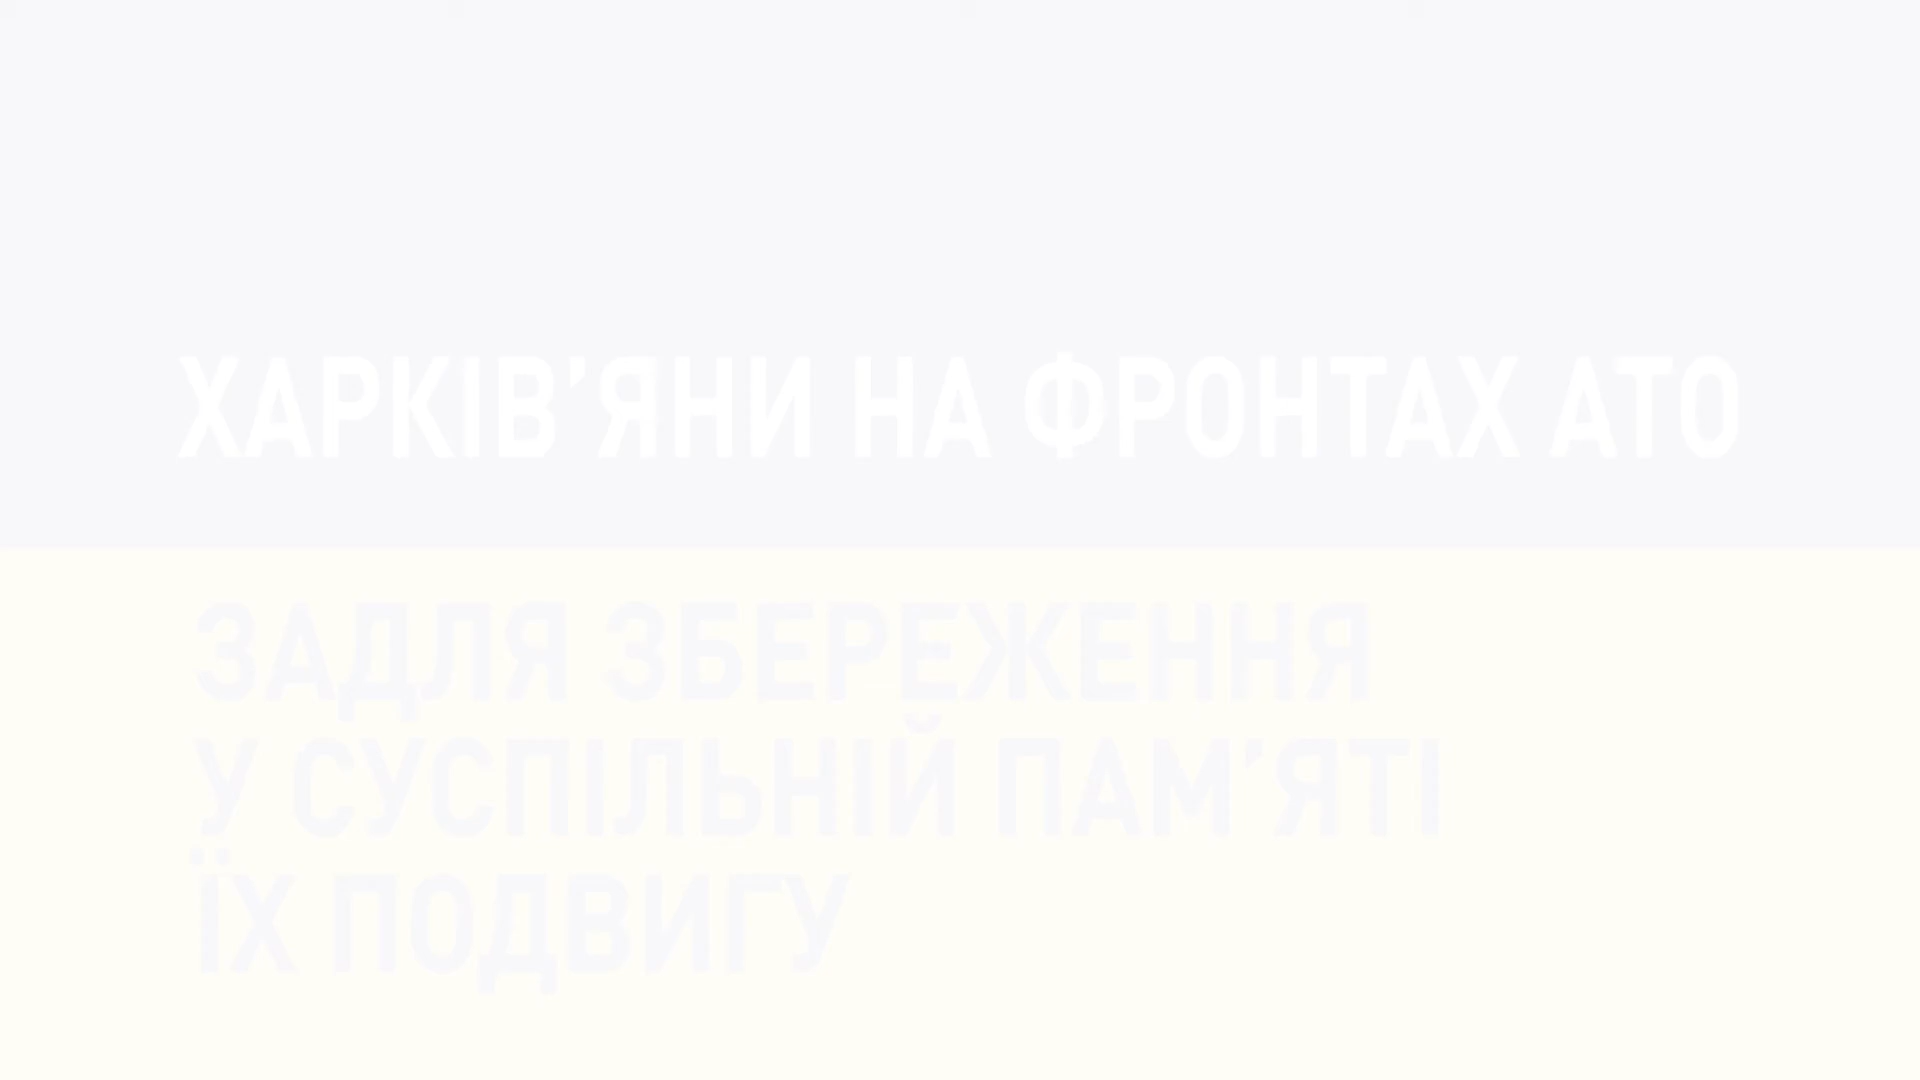 ХАРКІВ’ЯНИ НА ФРОНТАХ АТО
ЗАДЛЯ ЗБЕРЕЖЕННЯ
У СУСПІЛЬНІЙ ПАМ’ЯТІ
ЇХ ПОДВИГУ